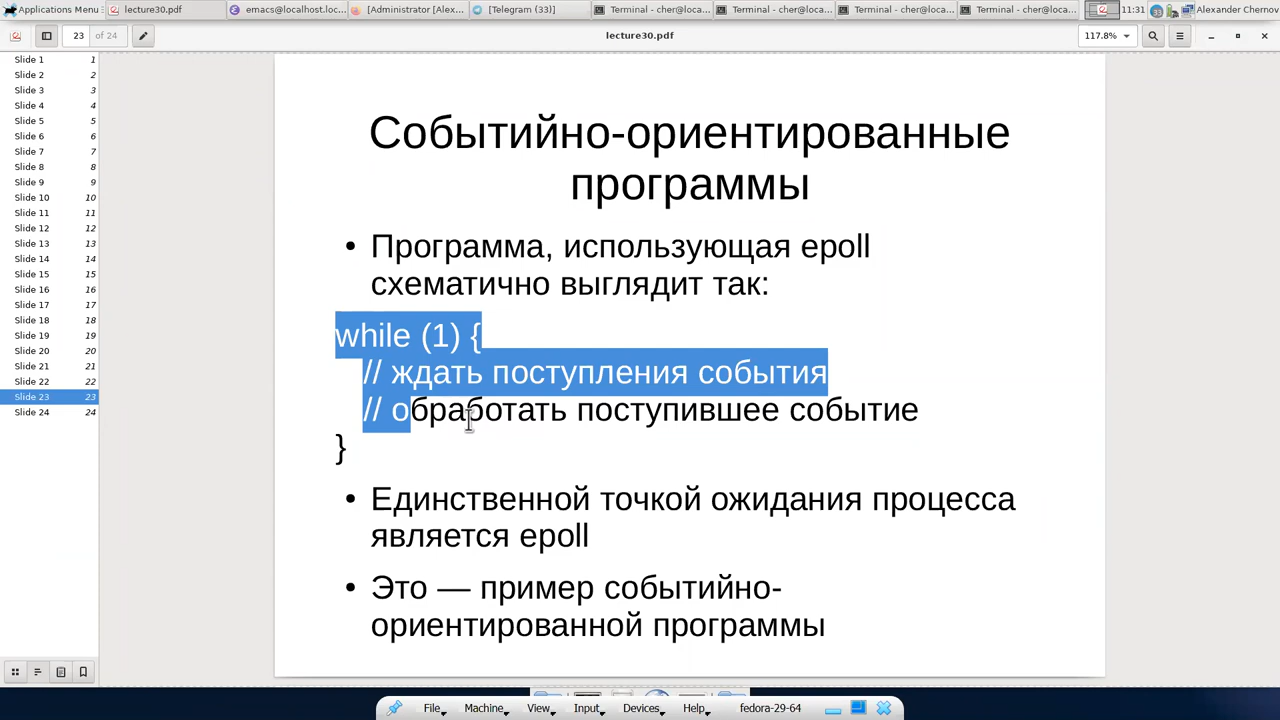 Applications Menu
lecture30.pdf
emacs@localhost.loc...
[Administrator [Alex...
[Telegram (33)]
Terminal - cher@loca...
Terminal - cher@loca...
Terminal - cher@loca...
Terminal - cher@loca...
11:31
33
Alexander Chernov
23 of 24
lecture30.pdf
117.8%
Slide 1 1
Slide 2 2
Slide 3 3
Slide 4 4
Slide 5 5
Slide 6 6
Slide 7 7
Slide 8 8
Slide 9 9
Slide 10 10
Slide 11 11
Slide 12 12
Slide 13 13
Slide 14 14
Slide 15 15
Slide 16 16
Slide 17 17
Slide 18 18
Slide 19 19
Slide 20 20
Slide 21 21
Slide 22 22
Slide 23 23
Slide 24 24
Событийно-ориентированные
программы
• Программа, использующая epoll
схематично выглядит так:
while (1) {
// ждать поступления события
// обработать поступившее событие
}
• Единственной точкой ожидания процесса
является epoll
• Это — пример событийно-
ориентированной программы
File Machine View Input Devices Help fedora-29-64